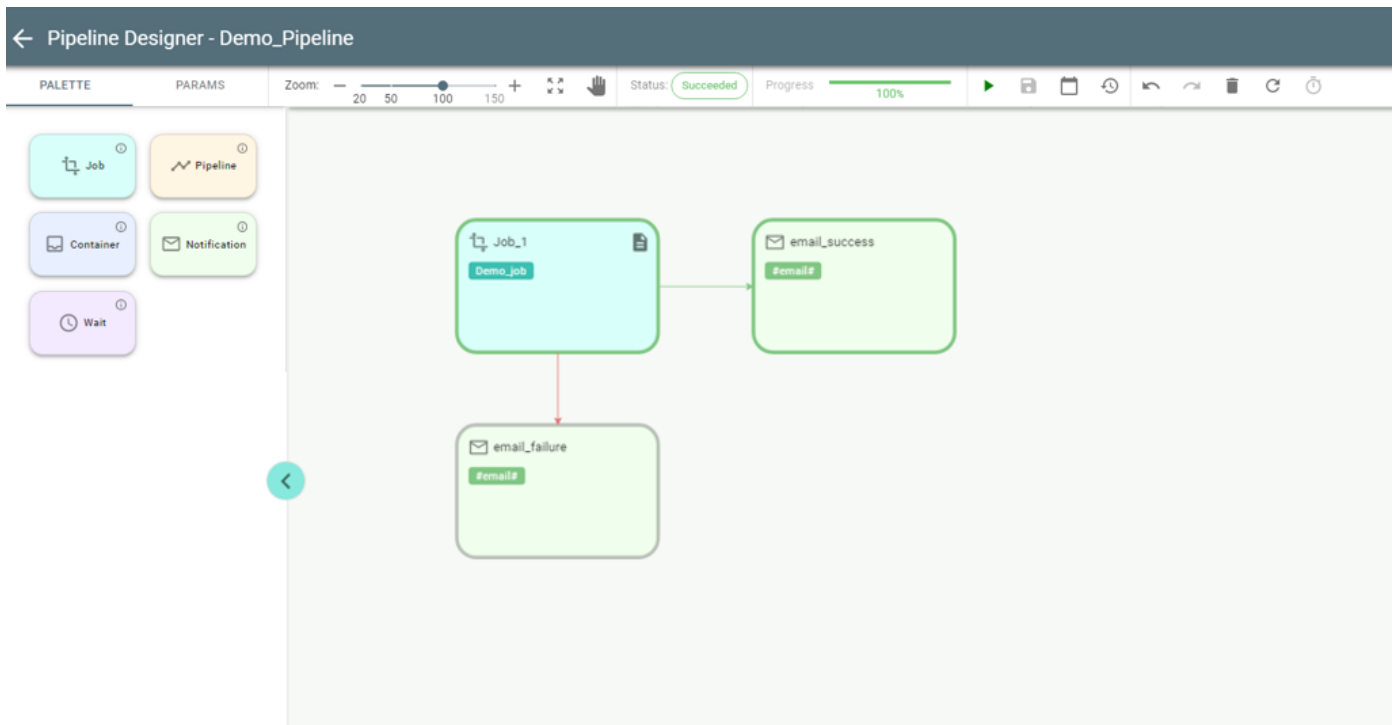 Pipeline Designer - Demo_Pipeline
PALETTE
PARAMS
Zoom:
20 50 100 150
Status: Succeeded
Progress
100%
Job
Pipeline
Container
Notification
Wait
Job_1
Demo_job
email_success
#email#
email_failure
#email#